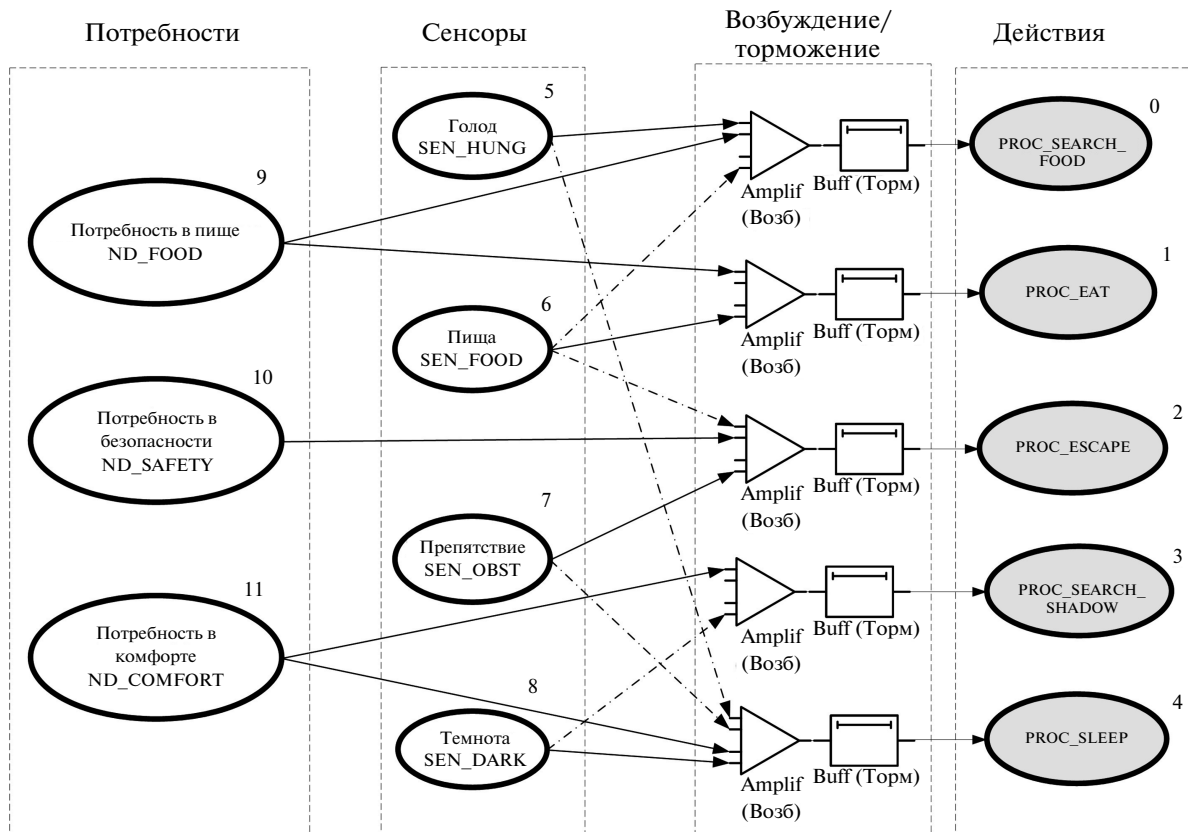 Потребности
Сенсоры
Возбуждение/
торможение
Действия
9
Потребность в пище
ND_FOOD
10
Потребность в
безопасности
ND_SAFETY
11
Потребность в
комфорте
ND_COMFORT
5
Голод
SEN_HUNG
6
Пища
SEN_FOOD
7
Препятствие
SEN_OBST
8
Темнота
SEN_DARK
Amplif
(Возб)
Buff (Торм)
Amplif
(Возб)
Buff (Торм)
Amplif
(Возб)
Buff (Торм)
Amplif
(Возб)
Buff (Торм)
Amplif
(Возб)
Buff (Торм)
0
PROC_SEARCH_
FOOD
1
PROC_EAT
2
PROC_ESCAPE
3
PROC_SEARCH_
SHADOW
4
PROC_SLEEP